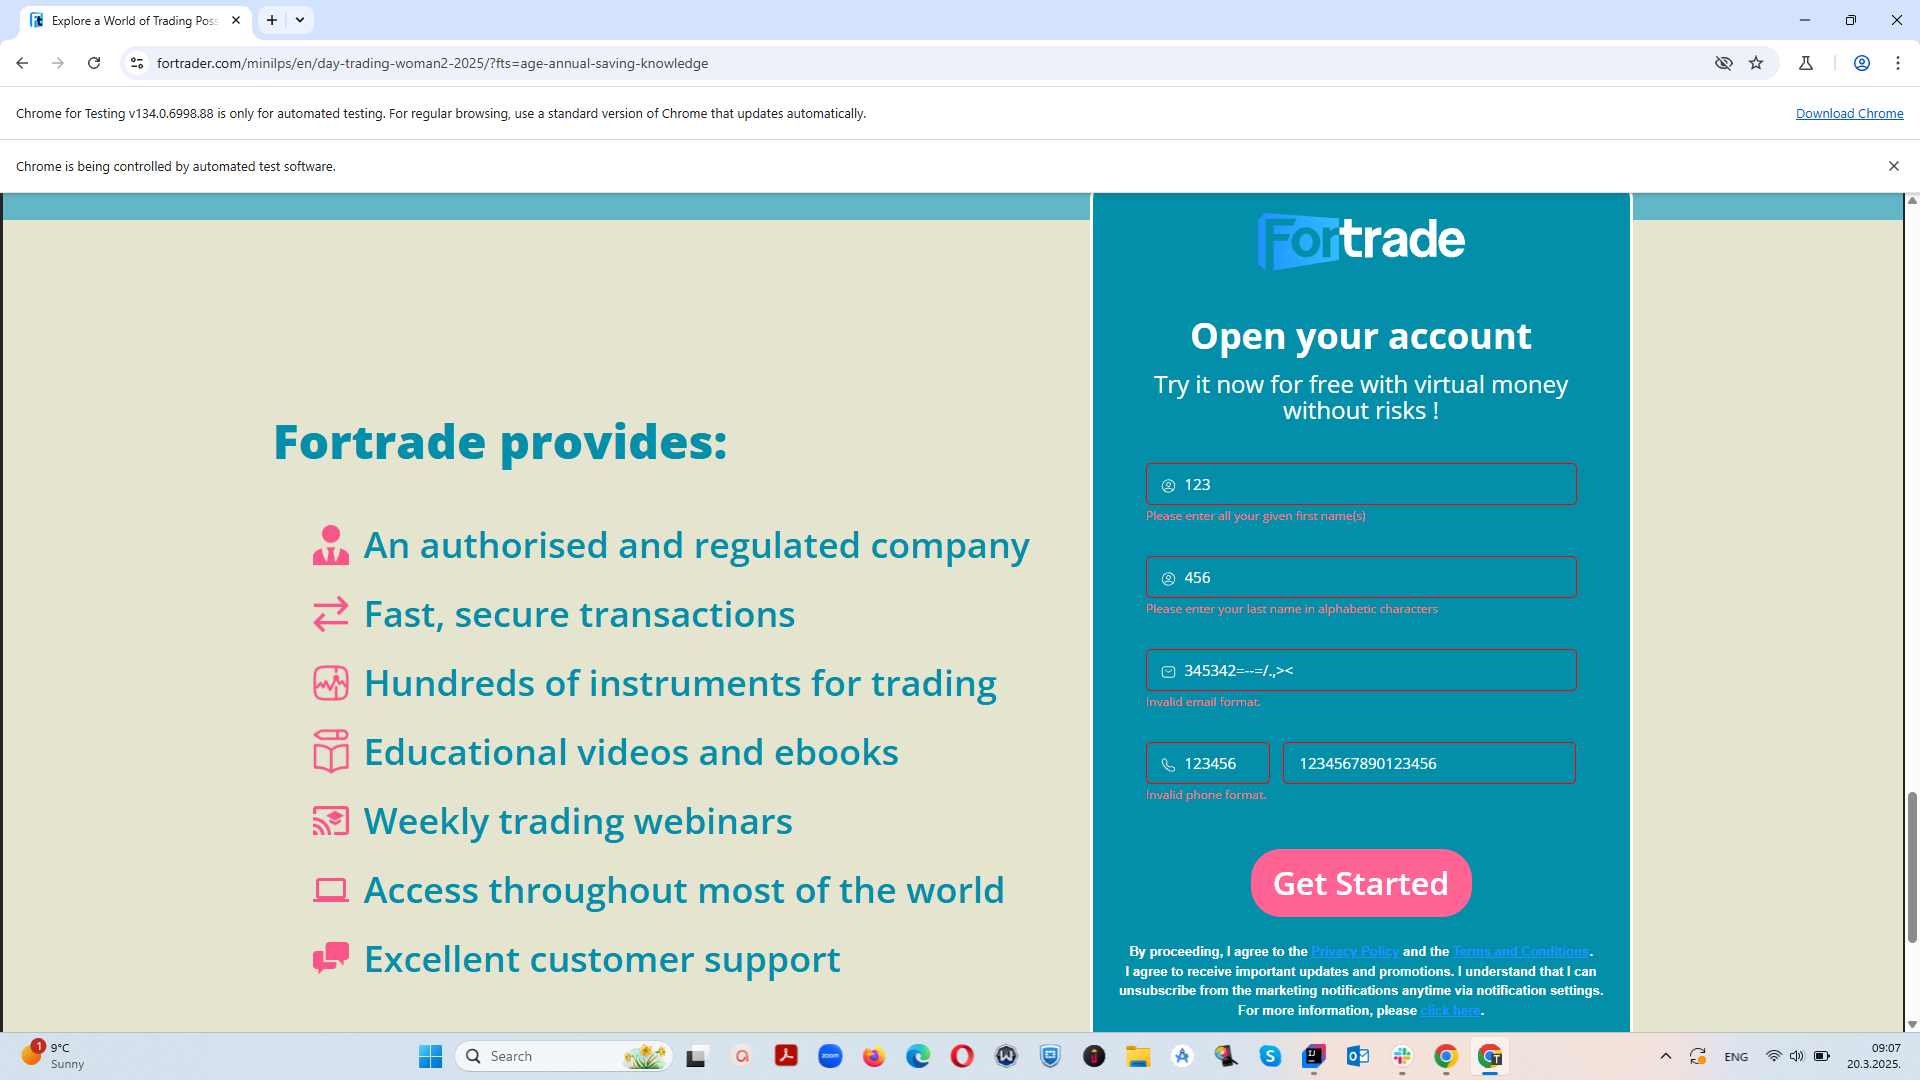 Explore a World of Trading Poss
fortrader.com/minilps/en/day-trading-woman2-2025/?fts=age-annual-saving-knowledge
Chrome for Testing v134.0.6998.88 is only for automated testing. For regular browsing, use a standard version of Chrome that updates automatically.
Download Chrome
Chrome is being controlled by automated test software.
Fortrade
Open your account
Try it now for free with virtual money
without risks !
Fortrade provides:
An authorised and regulated company
Fast, secure transactions
Hundreds of instruments for trading
Educational videos and ebooks
Weekly trading webinars
Access throughout most of the world
Excellent customer support
123
Please enter all your given first name(s)
456
Please enter your last name in alphabetic characters
345342=--=/.,><
Invalid email format.
123456
1234567890123456
Invalid phone format.
Get Started
By proceeding, I agree to the Privacy Policy and the Terms and Conditions.
I agree to receive important updates and promotions. I understand that I can
unsubscribe from the marketing notifications anytime via notification settings.
For more information, please click here.
1
9°C
Sunny
Search
zoom
ENG
09:07
20.3.2025.